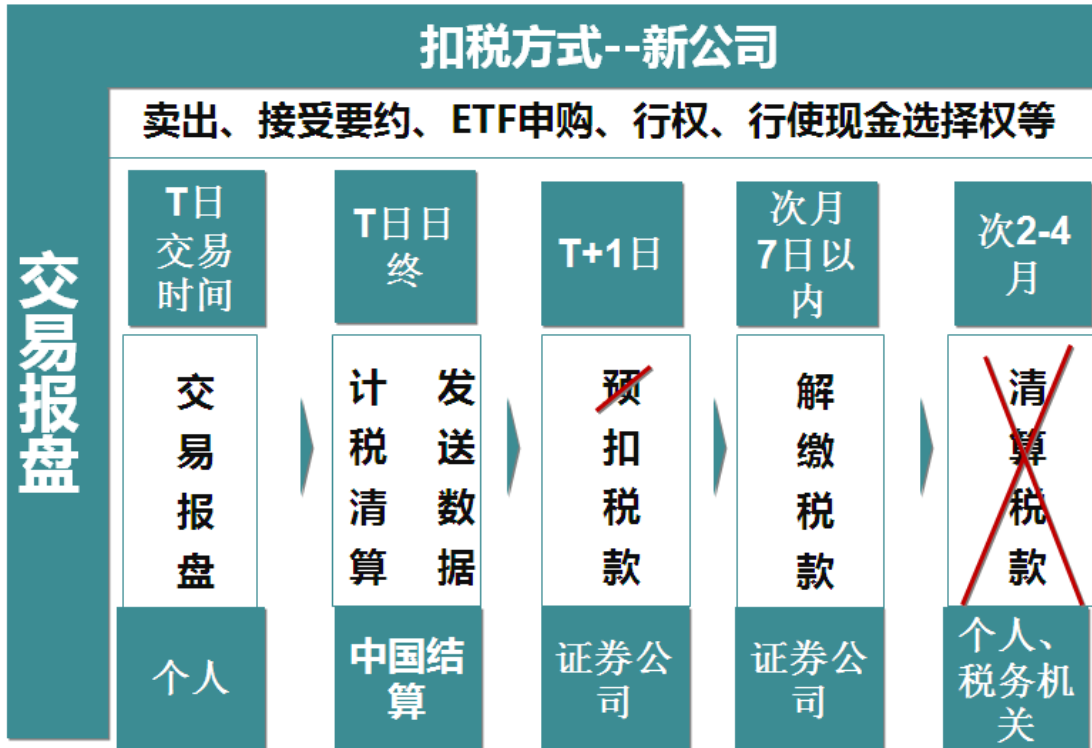 扣税方式--新公司
卖出、接受要约、ETF申购、行权、行使现金选择权等
交易报盘
T日
交易
时间
T日日
终
T+1日
次月
7日以
内
次2-4
月
交易报盘
计税清算
发送数据
预扣税款
解缴税款
清算税款
个人
中国结
算
证券公
司
证券公
司
个人、
税务机
关